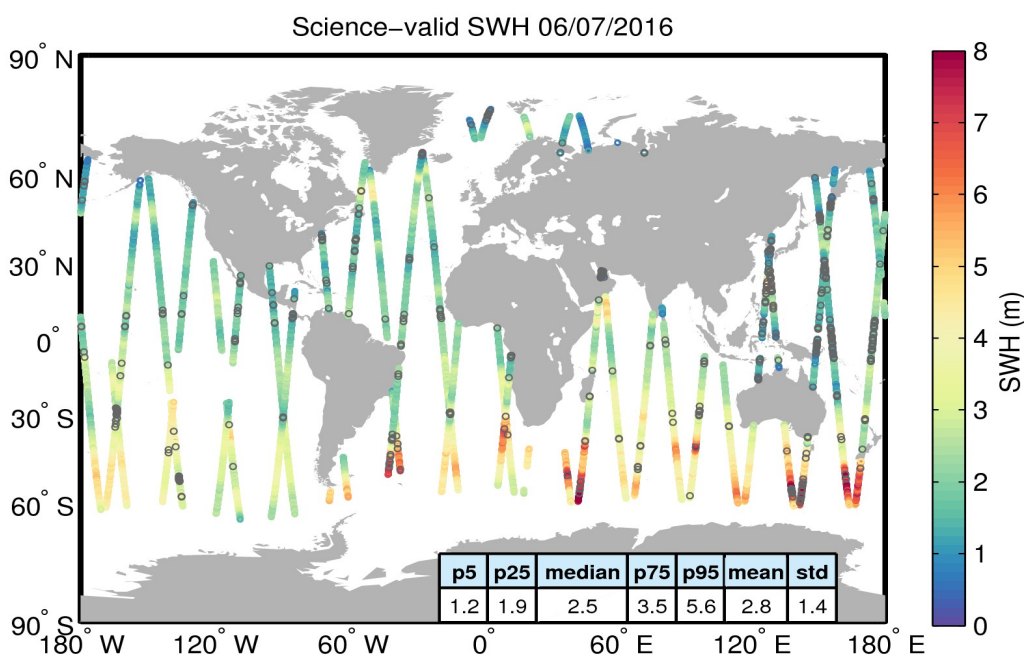 Science−valid SWH 06/07/2016
90° N
60° N
30° N
0°
30° S
60° S
90° S
180° W
120° W
60° W
0°
60° E
120° E
180° E
p5 p25 median p75 p95 mean std
1.2 1.9 2.5 3.5 5.6 2.8 1.4
8
7
6
5
4
3
2
1
0
SWH (m)